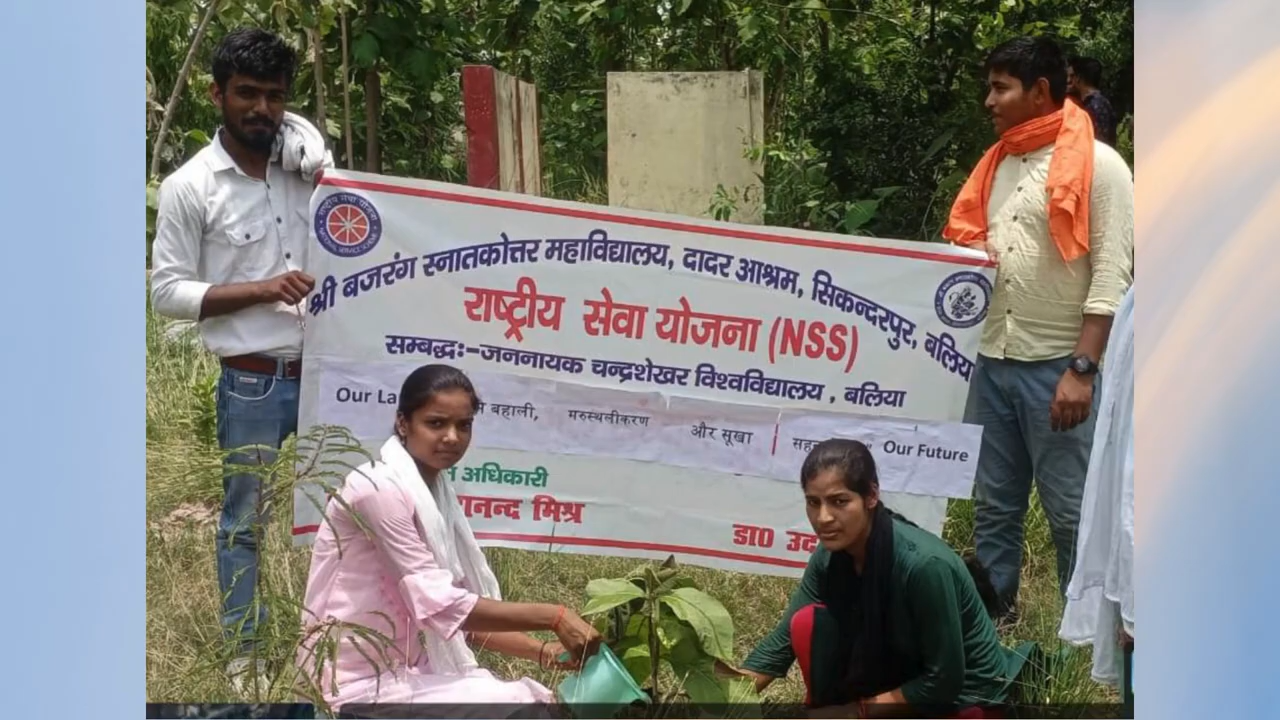 श्री बजरंग स्नातकोत्तर महाविद्यालय, दादर आश्रम, सिकन्दरपुर, बलिया
राष्ट्रीय सेवा योजना (NSS)
सम्बद्धः-जननायक चन्द्रशेखर विश्वविद्यालय, बलिया
Our बहाली, मरुस्थलीकरण और सूखा Our Future
अधिकारी
मिश्र
डा0